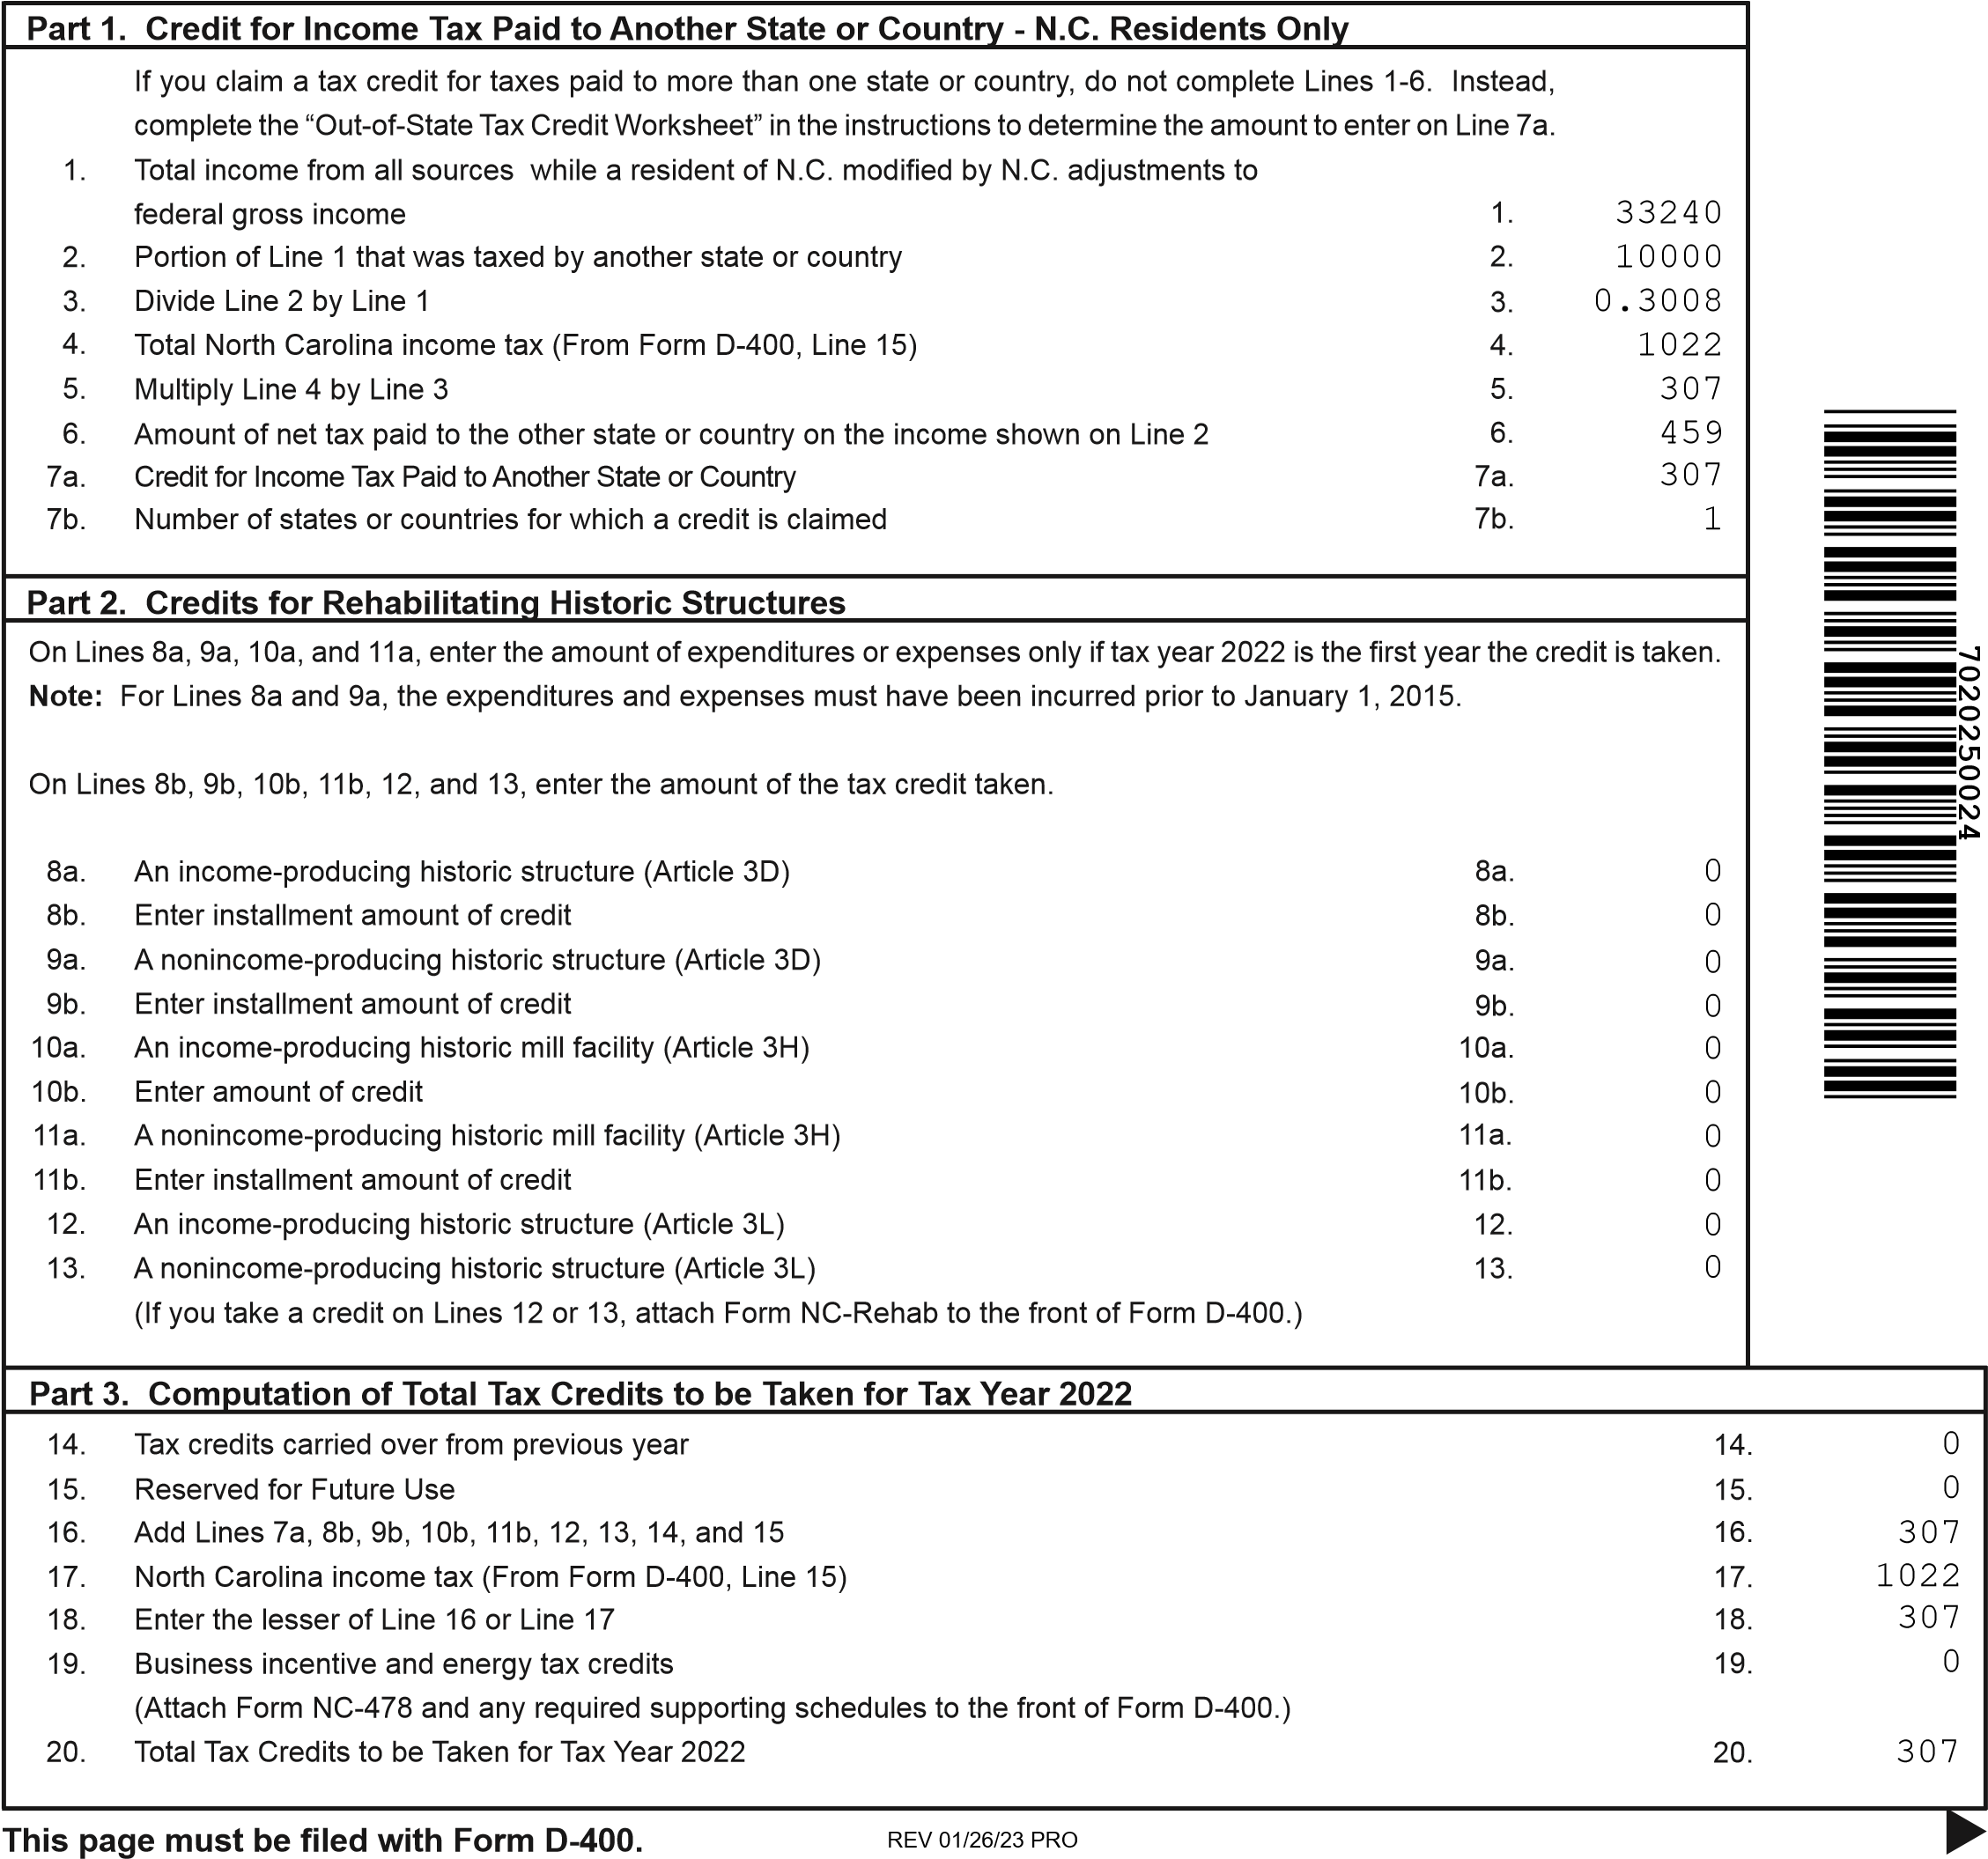 Part 1. Credit for Income Tax Paid to Another State or Country - N.C. Residents Only
If you claim a tax credit for taxes paid to more than one state or country, do not complete Lines 1-6. Instead,
complete the “Out-of-State Tax Credit Worksheet” in the instructions to determine the amount to enter on Line 7a.
1. Total income from all sources while a resident of N.C. modified by N.C. adjustments to
federal gross income 1. 33240
2. Portion of Line 1 that was taxed by another state or country 2. 10000
3. Divide Line 2 by Line 1 3. 0.3008
4. Total North Carolina income tax (From Form D-400, Line 15) 4. 1022
5. Multiply Line 4 by Line 3 5. 307
6. Amount of net tax paid to the other state or country on the income shown on Line 2 6. 459
7a. Credit for Income Tax Paid to Another State or Country 7a. 307
7b. Number of states or countries for which a credit is claimed 7b. 1
Part 2. Credits for Rehabilitating Historic Structures
On Lines 8a, 9a, 10a, and 11a, enter the amount of expenditures or expenses only if tax year 2022 is the first year the credit is taken.
Note: For Lines 8a and 9a, the expenditures and expenses must have been incurred prior to January 1, 2015.
On Lines 8b, 9b, 10b, 11b, 12, and 13, enter the amount of the tax credit taken.
8a. An income-producing historic structure (Article 3D) 8a. 0
8b. Enter installment amount of credit 8b. 0
9a. A nonincome-producing historic structure (Article 3D) 9a. 0
9b. Enter installment amount of credit 9b. 0
10a. An income-producing historic mill facility (Article 3H) 10a. 0
10b. Enter amount of credit 10b. 0
11a. A nonincome-producing historic mill facility (Article 3H) 11a. 0
11b. Enter installment amount of credit 11b. 0
12. An income-producing historic structure (Article 3L) 12. 0
13. A nonincome-producing historic structure (Article 3L) 13. 0
(If you take a credit on Lines 12 or 13, attach Form NC-Rehab to the front of Form D-400.)
7020250024
Part 3. Computation of Total Tax Credits to be Taken for Tax Year 2022
14. Tax credits carried over from previous year 14. 0
15. Reserved for Future Use 15. 0
16. Add Lines 7a, 8b, 9b, 10b, 11b, 12, 13, 14, and 15 16. 307
17. North Carolina income tax (From Form D-400, Line 15) 17. 1022
18. Enter the lesser of Line 16 or Line 17 18. 307
19. Business incentive and energy tax credits 19. 0
(Attach Form NC-478 and any required supporting schedules to the front of Form D-400.)
20. Total Tax Credits to be Taken for Tax Year 2022 20. 307
This page must be filed with Form D-400. REV 01/26/23 PRO